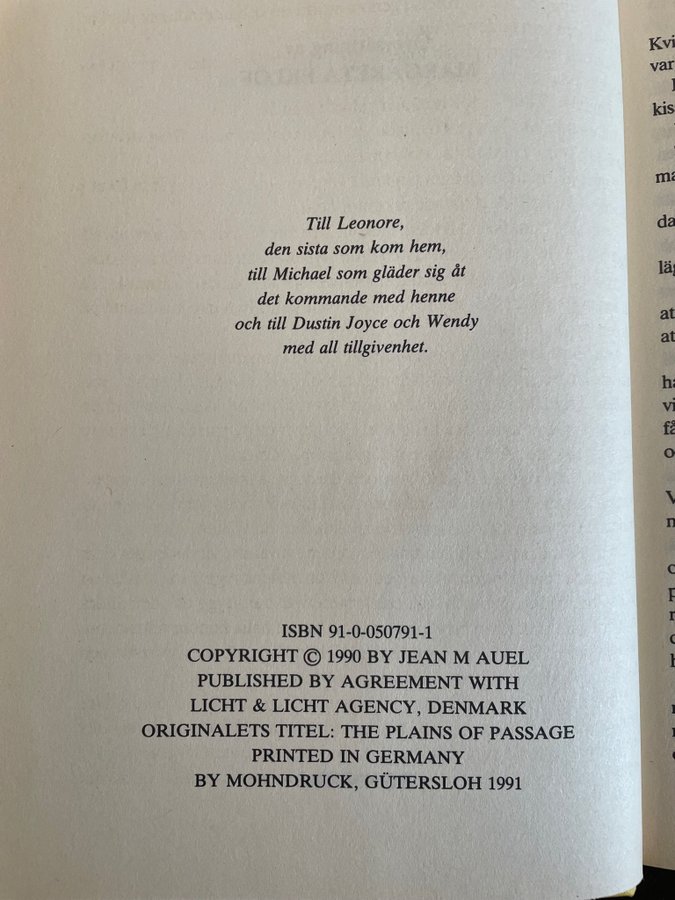 Till Leonore,
den sista som kom hem,
till Michael som gläder sig åt
det kommande med henne
och till Dustin Joyce och Wendy
med all tillgivenhet.
ISBN 91-0-050791-1
COPYRIGHT © 1990 BY JEAN M AUEL
PUBLISHED BY AGREEMENT WITH
LICHT & LICHT AGENCY, DENMARK
ORIGINALETS TITEL: THE PLAINS OF PASSAGE
PRINTED IN GERMANY
BY MOHNDRUCK, GÜTERSLOH 1991